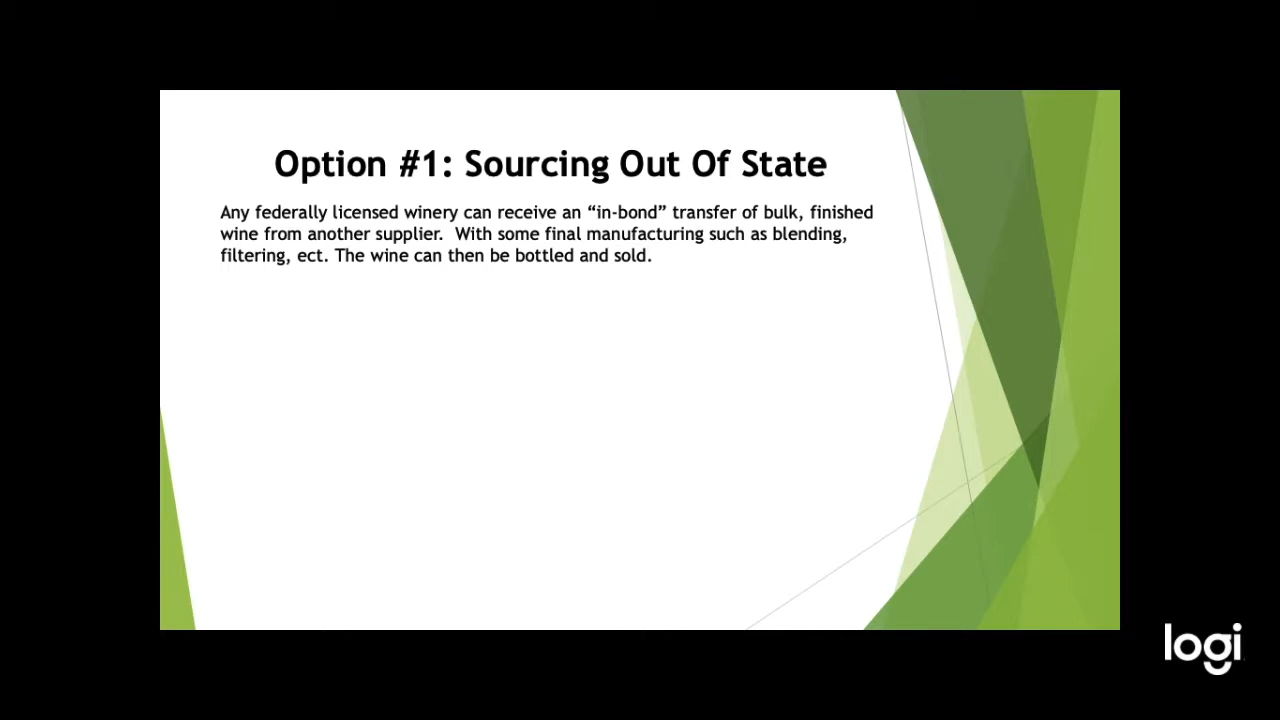 Option #1: Sourcing Out Of State
Any federally licensed winery can receive an “in-bond” transfer of bulk, finished
wine from another supplier.  With some final manufacturing such as blending,
filtering, ect. The wine can then be bottled and sold.
logi